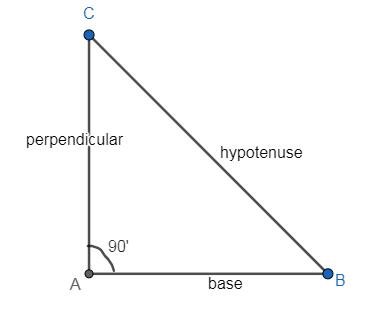 C
perpendicular
hypotenuse
90'
A
base
B